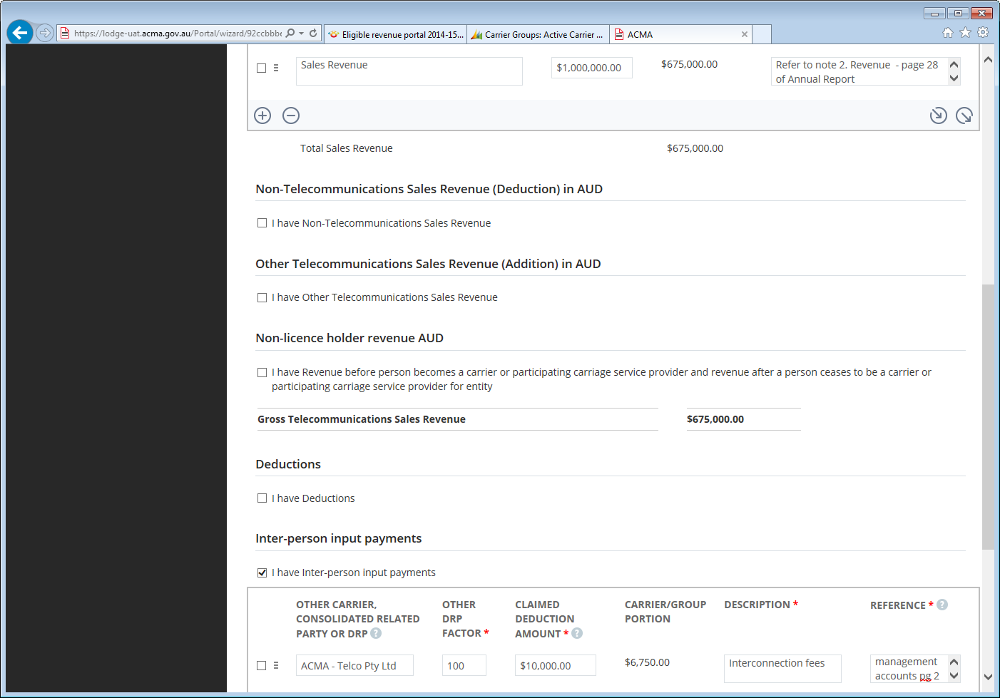 https://lodge-uat.acma.gov.au/Portal/wizard/92ccbbb
Eligible revenue portal 2014-15...
Carrier Groups: Active Carrier ...
ACMA
Sales Revenue
$1,000,000.00
$675,000.00
Refer to note 2. Revenue - page 28
of Annual Report
Total Sales Revenue
$675,000.00
Non-Telecommunications Sales Revenue (Deduction) in AUD
I have Non-Telecommunications Sales Revenue
Other Telecommunications Sales Revenue (Addition) in AUD
I have Other Telecommunications Sales Revenue
Non-licence holder revenue AUD
I have Revenue before person becomes a carrier or participating carriage service provider and revenue after a person ceases to be a carrier or
participating carriage service provider for entity
Gross Telecommunications Sales Revenue
$675,000.00
Deductions
I have Deductions
Inter-person input payments
I have Inter-person input payments
OTHER CARRIER,
CONSOLIDATED RELATED
PARTY OR DRP ?
OTHER
DRP
FACTOR *
CLAIMED
DEDUCTION
AMOUNT * ?
CARRIER/GROUP
PORTION
DESCRIPTION *
REFERENCE * ?
ACMA - Telco Pty Ltd
100
$10,000.00
$6,750.00
Interconnection fees
management
accounts pg 2